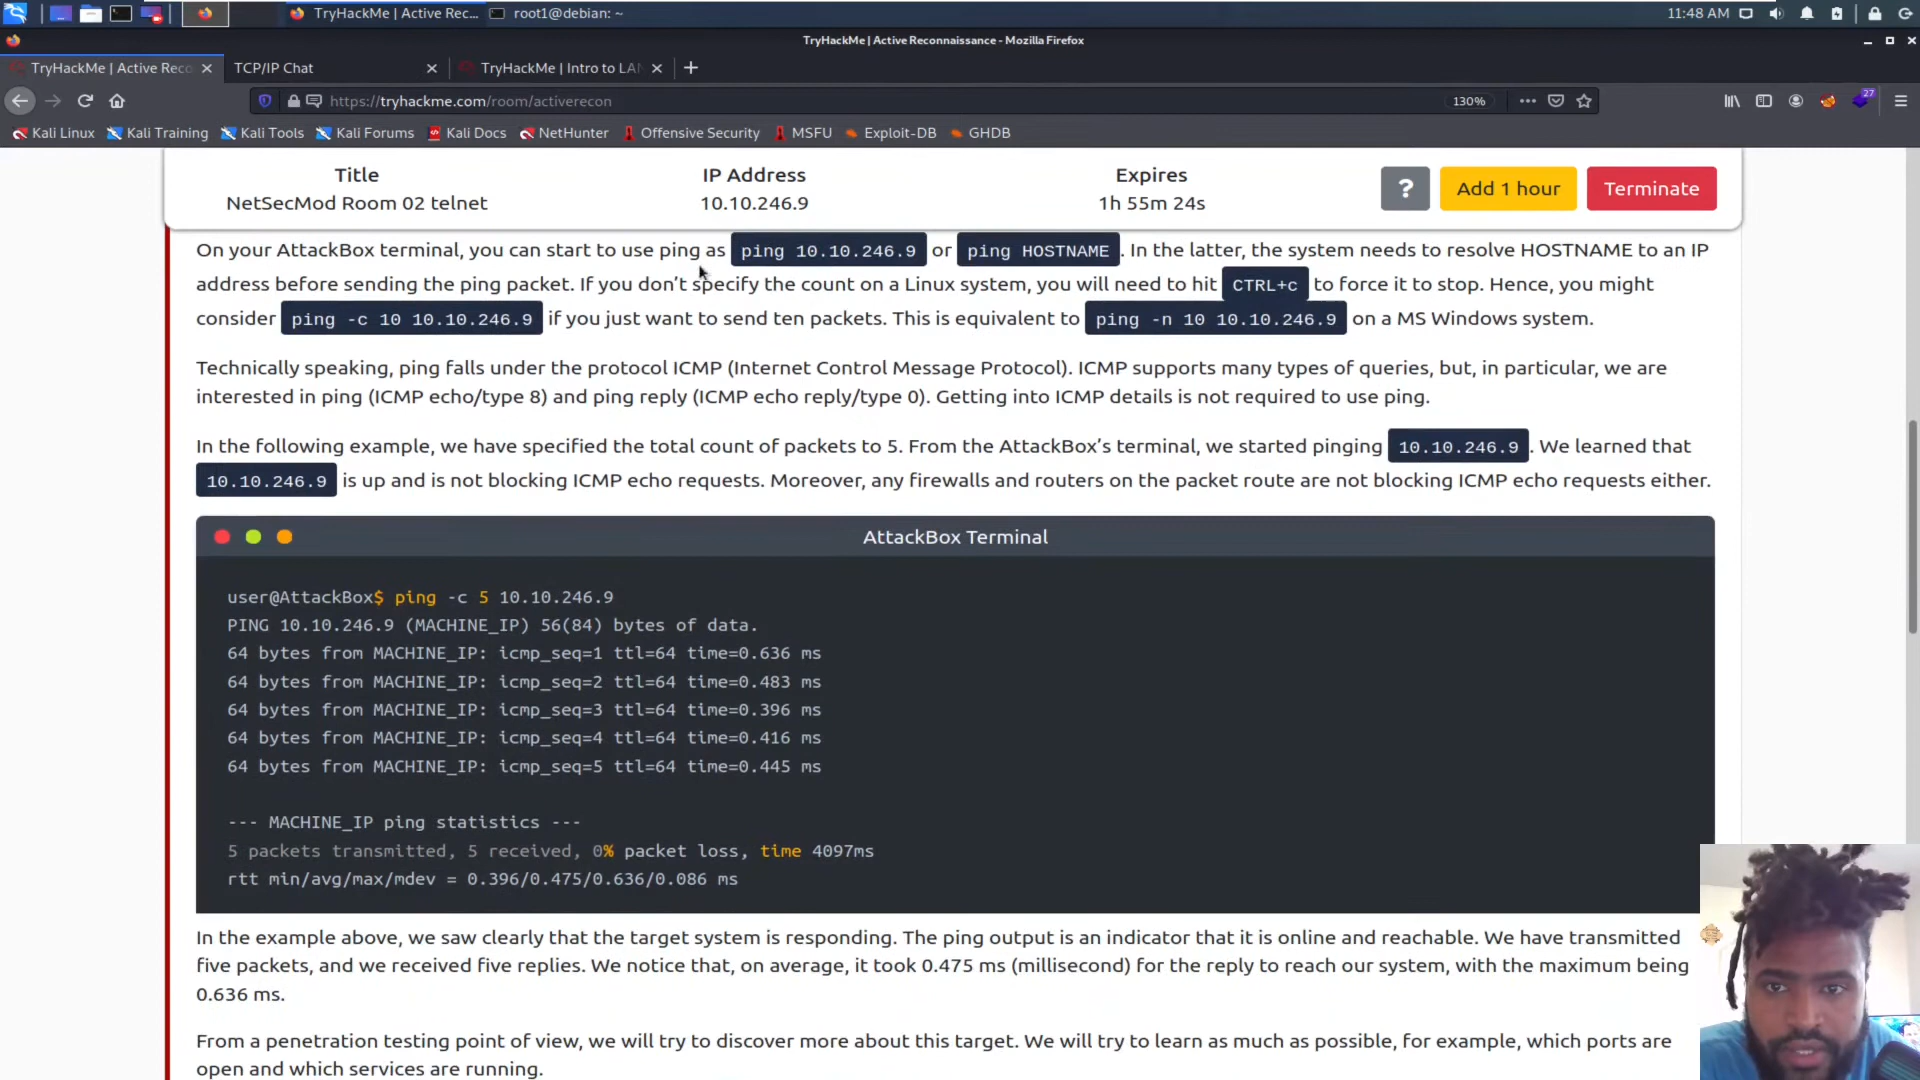 TryHackMe | Active Rec...
root1@debian: ~
11:48 AM
TryHackMe | Active Reconnaissance - Mozilla Firefox
TryHackMe | Active Reco
TCP/IP Chat
TryHackMe | Intro to LAN
https://tryhackme.com/room/activerecon
130%
27
Kali Linux Kali Training Kali Tools Kali Forums Kali Docs NetHunter Offensive Security MSFU Exploit-DB GHDB
Title IP Address Expires
NetSecMod Room 02 telnet 10.10.246.9 1h 55m 24s
? Add 1 hour Terminate
On your AttackBox terminal, you can start to use ping as ping 10.10.246.9 or ping HOSTNAME . In the latter, the system needs to resolve HOSTNAME to an IP
address before sending the ping packet. If you don’t specify the count on a Linux system, you will need to hit CTRL+c to force it to stop. Hence, you might
consider ping -c 10 10.10.246.9 if you just want to send ten packets. This is equivalent to ping -n 10 10.10.246.9 on a MS Windows system.
Technically speaking, ping falls under the protocol ICMP (Internet Control Message Protocol). ICMP supports many types of queries, but, in particular, we are
interested in ping (ICMP echo/type 8) and ping reply (ICMP echo reply/type 0). Getting into ICMP details is not required to use ping.
In the following example, we have specified the total count of packets to 5. From the AttackBox’s terminal, we started pinging 10.10.246.9 . We learned that
10.10.246.9 is up and is not blocking ICMP echo requests. Moreover, any firewalls and routers on the packet route are not blocking ICMP echo requests either.
AttackBox Terminal
user@AttackBox$ ping -c 5 10.10.246.9
PING 10.10.246.9 (MACHINE_IP) 56(84) bytes of data.
64 bytes from MACHINE_IP: icmp_seq=1 ttl=64 time=0.636 ms
64 bytes from MACHINE_IP: icmp_seq=2 ttl=64 time=0.483 ms
64 bytes from MACHINE_IP: icmp_seq=3 ttl=64 time=0.396 ms
64 bytes from MACHINE_IP: icmp_seq=4 ttl=64 time=0.416 ms
64 bytes from MACHINE_IP: icmp_seq=5 ttl=64 time=0.445 ms
--- MACHINE_IP ping statistics ---
5 packets transmitted, 5 received, 0% packet loss, time 4097ms
rtt min/avg/max/mdev = 0.396/0.475/0.636/0.086 ms
In the example above, we saw clearly that the target system is responding. The ping output is an indicator that it is online and reachable. We have transmitted
five packets, and we received five replies. We notice that, on average, it took 0.475 ms (millisecond) for the reply to reach our system, with the maximum being
0.636 ms.
From a penetration testing point of view, we will try to discover more about this target. We will try to learn as much as possible, for example, which ports are
open and which services are running.